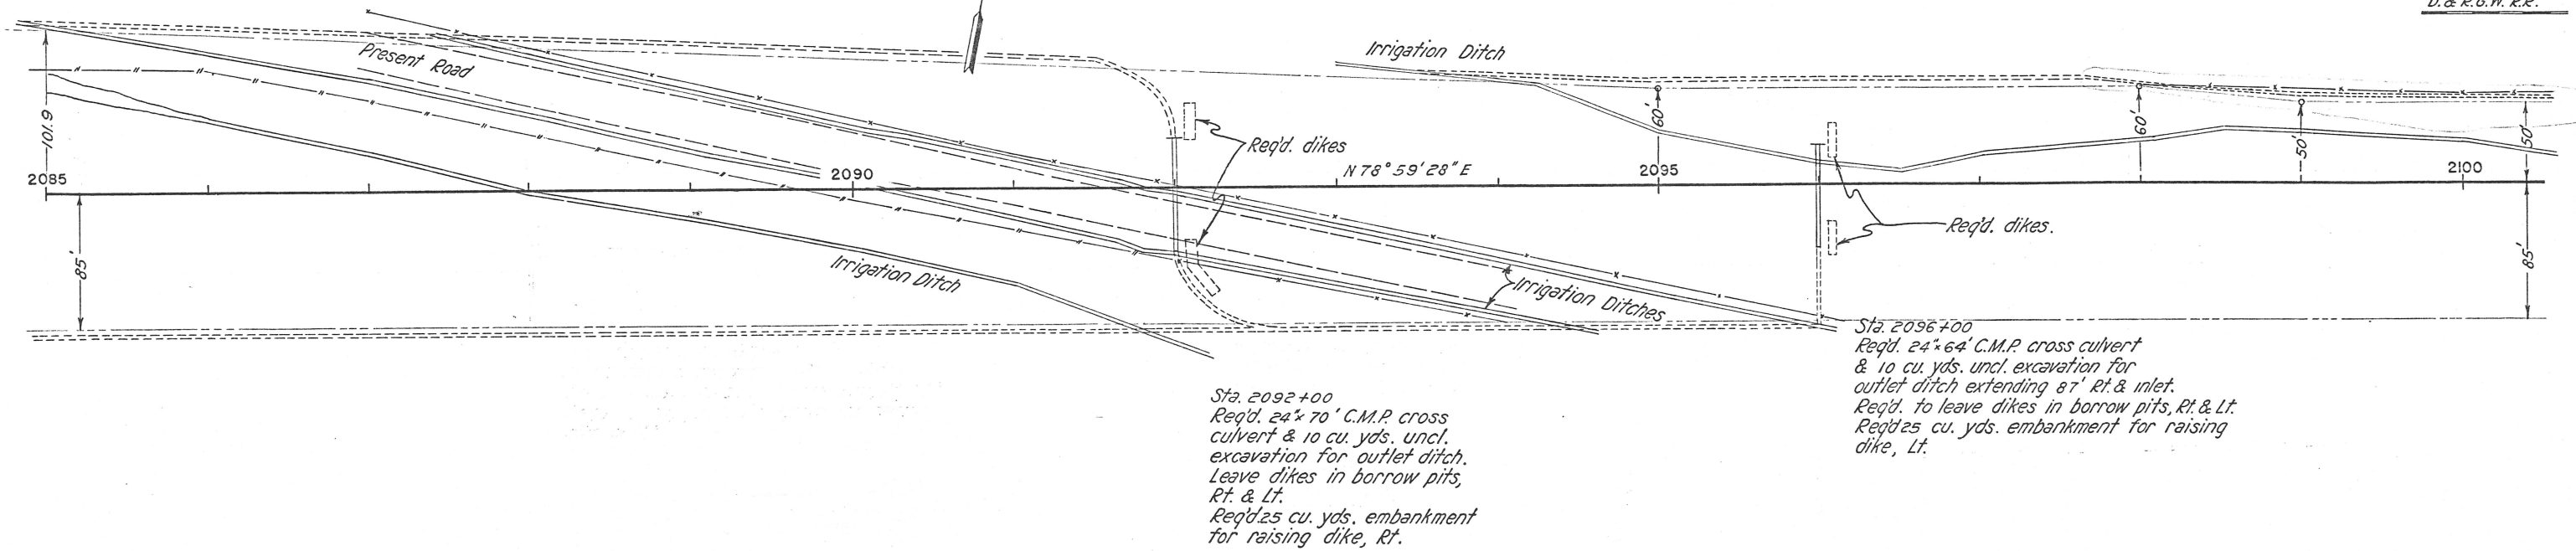 D. & R.G.W. R.R.
Irrigation Ditch
Present Road
101.9
60'
60'
50'
50'
Req'd. dikes
2085
2090
N 78° 59' 28" E
2095
2100
Req'd. dikes.
85'
85'
Irrigation Ditch
Irrigation Ditches
Sta. 2096+00
Req'd. 24"x 64' C.M.P. cross culvert
& 10 cu. yds. uncl. excavation for
outlet ditch extending 87' Rt. & inlet.
Req'd. to leave dikes in borrow pits, Rt. & Lt.
Req'd 25 cu. yds. embankment for raising
dike, Lt.
Sta. 2092+00
Req'd. 24"x 70' C.M.P. cross
culvert & 10 cu. yds. uncl.
excavation for outlet ditch.
Leave dikes in borrow pits,
Rt. & Lt.
Req'd.25 cu. yds. embankment
for raising dike, Rt.